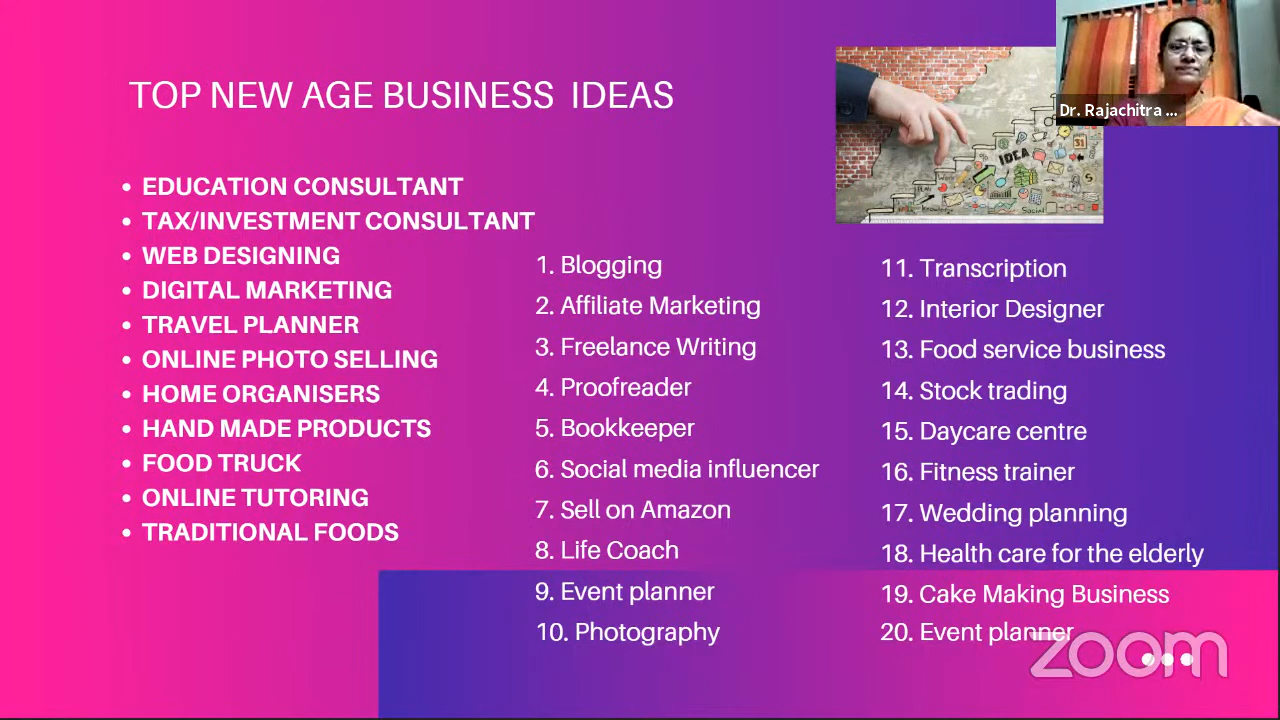 TOP NEW AGE BUSINESS IDEAS
Dr. Rajachitra ...
IDEA
Social
• EDUCATION CONSULTANT
• TAX/INVESTMENT CONSULTANT
• WEB DESIGNING
• DIGITAL MARKETING
• TRAVEL PLANNER
• ONLINE PHOTO SELLING
• HOME ORGANISERS
• HAND MADE PRODUCTS
• FOOD TRUCK
• ONLINE TUTORING
• TRADITIONAL FOODS
1. Blogging
2. Affiliate Marketing
3. Freelance Writing
4. Proofreader
5. Bookkeeper
6. Social media influencer
7. Sell on Amazon
8. Life Coach
9. Event planner
10. Photography
11. Transcription
12. Interior Designer
13. Food service business
14. Stock trading
15. Daycare centre
16. Fitness trainer
17. Wedding planning
18. Health care for the elderly
19. Cake Making Business
20. Event planner
zoom